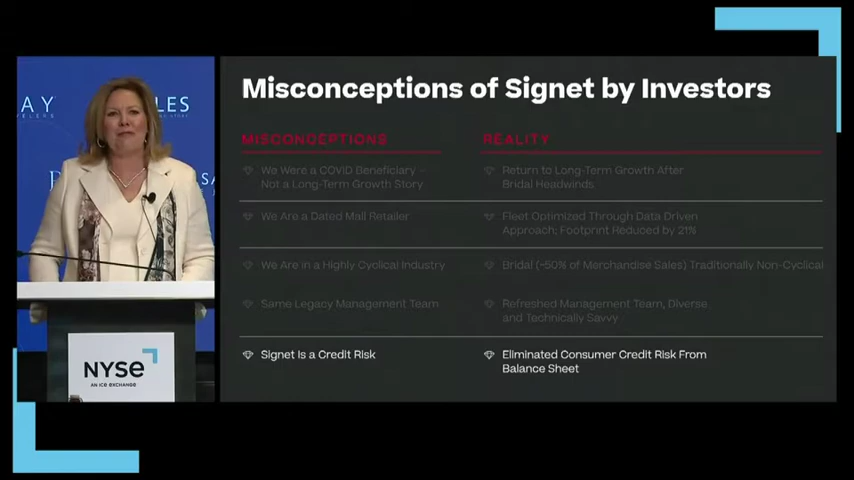 Misconceptions of Signet by Investors
MISCONCEPTIONS
REALITY
We Were a COVID Beneficiary –
Not a Long-Term Growth Story
Return to Long-Term Growth After
Bridal Headwinds
We Are a Dated Mall Retailer
Fleet Optimized Through Data Driven
Approach; Footprint Reduced by 21%
We Are in a Highly Cyclical Industry
Bridal (~50% of Merchandise Sales) Traditionally Non-Cyclical
Same Legacy Management Team
Refreshed Management Team, Diverse
and Technically Savvy
Signet Is a Credit Risk
Eliminated Consumer Credit Risk From
Balance Sheet
AY
LES
NYSE
AN ICE EXCHANGE